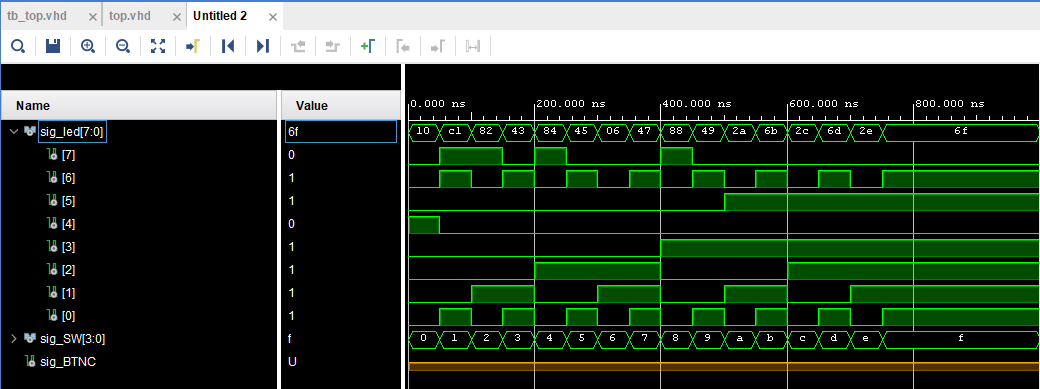 tb_top.vhd × top.vhd × Untitled 2 ×
Name Value
0.000 ns 200.000 ns 400.000 ns 600.000 ns 800.000 ns
sig_led[7:0] 6f 10 c1 82 43 84 45 06 47 88 49 2a 6b 2c 6d 2e 6f
[7] 0
[6] 1
[5] 1
[4] 0
[3] 1
[2] 1
[1] 1
[0] 1
sig_SW[3:0] f 0 1 2 3 4 5 6 7 8 9 a b c d e f
sig_BTNC U